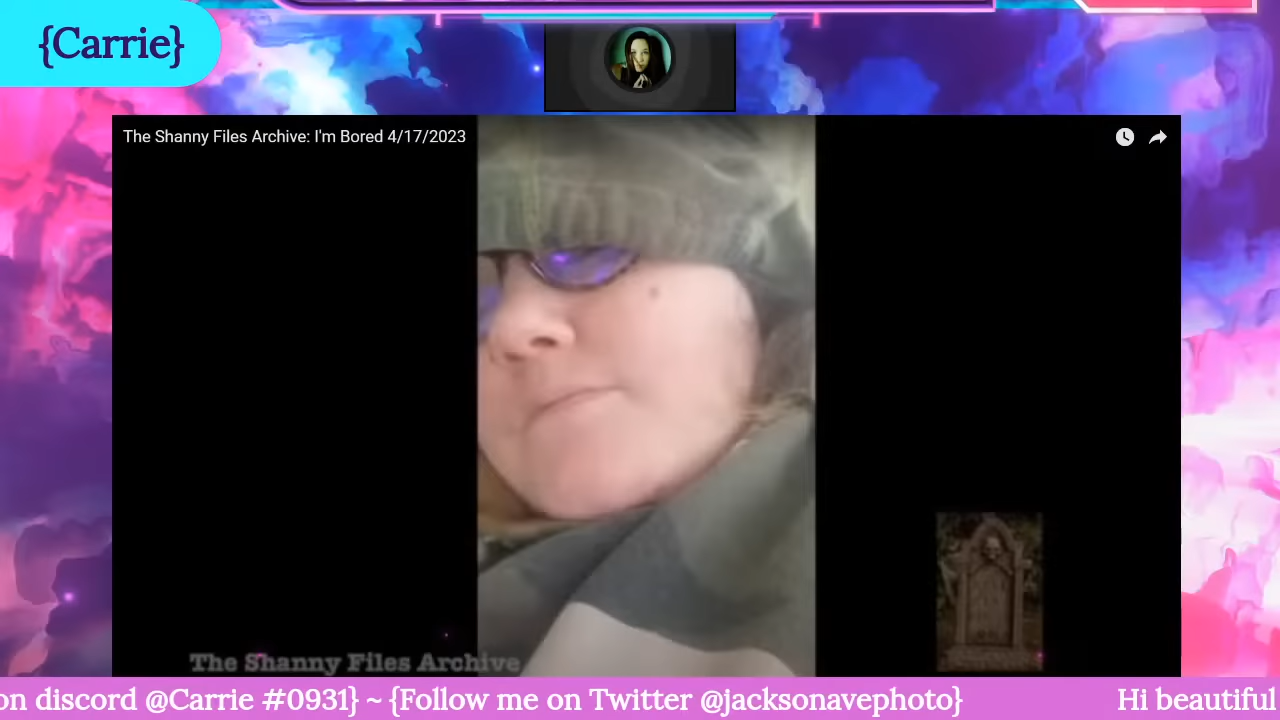 {Carrie}
The Shanny Files Archive: I'm Bored 4/17/2023
The Shanny Files Archive
on discord @Carrie #0931} ~ {Follow me on Twitter @jacksonavephoto} Hi beautiful